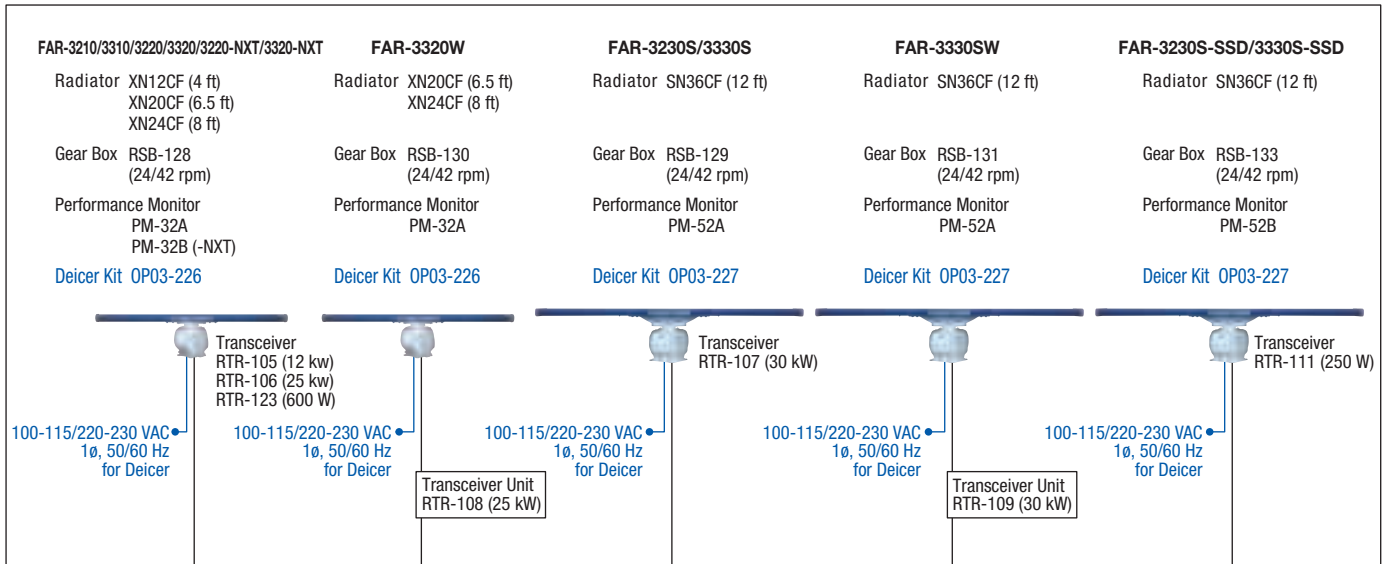 FAR-3210/3310/3220/3320/3220-NXT/3320-NXT
Radiator XN12CF (4 ft)
XN20CF (6.5 ft)
XN24CF (8 ft)
Gear Box RSB-128
(24/42 rpm)
Performance Monitor
PM-32A
PM-32B (-NXT)
Deicer Kit OP03-226
Transceiver
RTR-105 (12 kw)
RTR-106 (25 kw)
RTR-123 (600 W)
100-115/220-230 VAC
1ø, 50/60 Hz
for Deicer
FAR-3320W
Radiator XN20CF (6.5 ft)
XN24CF (8 ft)
Gear Box RSB-130
(24/42 rpm)
Performance Monitor
PM-32A
Deicer Kit OP03-226
100-115/220-230 VAC
1ø, 50/60 Hz
for Deicer
Transceiver Unit
RTR-108 (25 kW)
FAR-3230S/3330S
Radiator SN36CF (12 ft)
Gear Box RSB-129
(24/42 rpm)
Performance Monitor
PM-52A
Deicer Kit OP03-227
Transceiver
RTR-107 (30 kW)
100-115/220-230 VAC
1ø, 50/60 Hz
for Deicer
FAR-3330SW
Radiator SN36CF (12 ft)
Gear Box RSB-131
(24/42 rpm)
Performance Monitor
PM-52A
Deicer Kit OP03-227
100-115/220-230 VAC
1ø, 50/60 Hz
for Deicer
Transceiver Unit
RTR-109 (30 kW)
FAR-3230S-SSD/3330S-SSD
Radiator SN36CF (12 ft)
Gear Box RSB-133
(24/42 rpm)
Performance Monitor
PM-52B
Deicer Kit OP03-227
Transceiver
RTR-111 (250 W)
100-115/220-230 VAC
1ø, 50/60 Hz
for Deicer